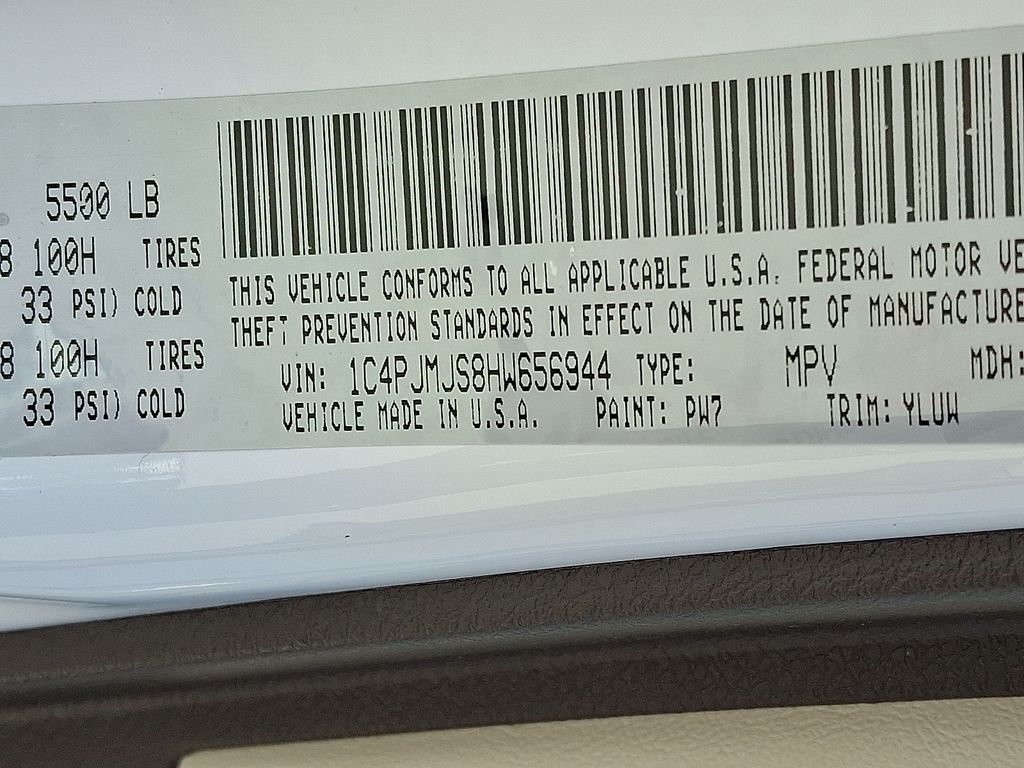 5500 LB
8 100H TIRES
33 PSI) COLD
8 100H TIRES
33 PSI) COLD
THIS VEHICLE CONFORMS TO ALL APPLICABLE U.S.A. FEDERAL MOTOR VE
THEFT PREVENTION STANDARDS IN EFFECT ON THE DATE OF MANUFACTURE
VIN: 1C4PJMJS8HW656944 TYPE: MPV MDH:
VEHICLE MADE IN U.S.A. PAINT: PW7 TRIM: YLUW